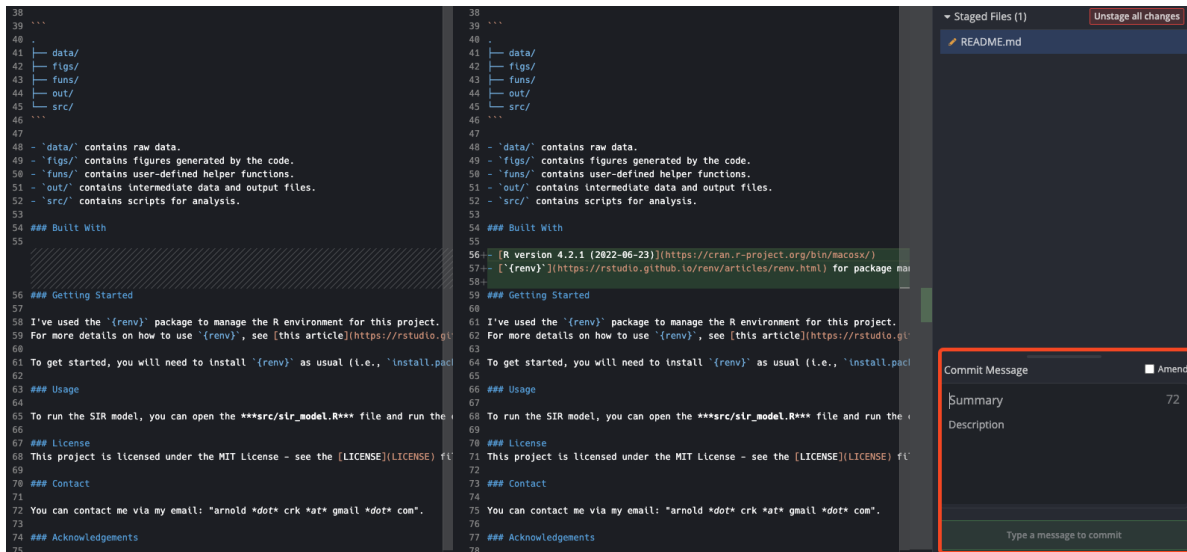 38
39 ```
40 .
41 ├── data/
42 ├── figs/
43 ├── funs/
44 ├── out/
45 └── src/
46 ```
47
48 - `data/` contains raw data.
49 - `figs/` contains figures generated by the code.
50 - `funs/` contains user-defined helper functions.
51 - `out/` contains intermediate data and output files.
52 - `src/` contains scripts for analysis.
53
54 ### Built With
55
56 ### Getting Started
57
58 I've used the `{renv}` package to manage the R environment for this project.
59 For more details on how to use `{renv}`, see [this article](https://rstudio.gi
60
61 To get started, you will need to install `{renv}` as usual (i.e., `install.pac
62
63 ### Usage
64
65 To run the SIR model, you can open the ***src/sir_model.R*** file and run the
66
67 ### License
68 This project is licensed under the MIT License - see the [LICENSE](LICENSE) fi
69
70 ### Contact
71
72 You can contact me via my email: "arnold *dot* crk *at* gmail *dot* com".
73
74 ### Acknowledgements
75
38
39 ```
40 .
41 ├── data/
42 ├── figs/
43 ├── funs/
44 ├── out/
45 └── src/
46 ```
47
48 - `data/` contains raw data.
49 - `figs/` contains figures generated by the code.
50 - `funs/` contains user-defined helper functions.
51 - `out/` contains intermediate data and output files.
52 - `src/` contains scripts for analysis.
53
54 ### Built With
55
56+- [R version 4.2.1 (2022-06-23)](https://cran.r-project.org/bin/macosx/)
57+- [`{renv}`](https://rstudio.github.io/renv/articles/renv.html) for package
58+
59 ### Getting Started
60
61 I've used the `{renv}` package to manage the R environment for this project.
62 For more details on how to use `{renv}`, see [this article](https://rstudio.gi
63
64 To get started, you will need to install `{renv}` as usual (i.e., `install.pac
65
66 ### Usage
67
68 To run the SIR model, you can open the ***src/sir_model.R*** file and run the
69
70 ### License
71 This project is licensed under the MIT License - see the [LICENSE](LICENSE) fi
72
73 ### Contact
74
75 You can contact me via my email: "arnold *dot* crk *at* gmail *dot* com".
76
77 ### Acknowledgements
78
Staged Files (1) Unstage all changes
README.md
Commit Message Amend
Summary 72
Description
Type a message to commit